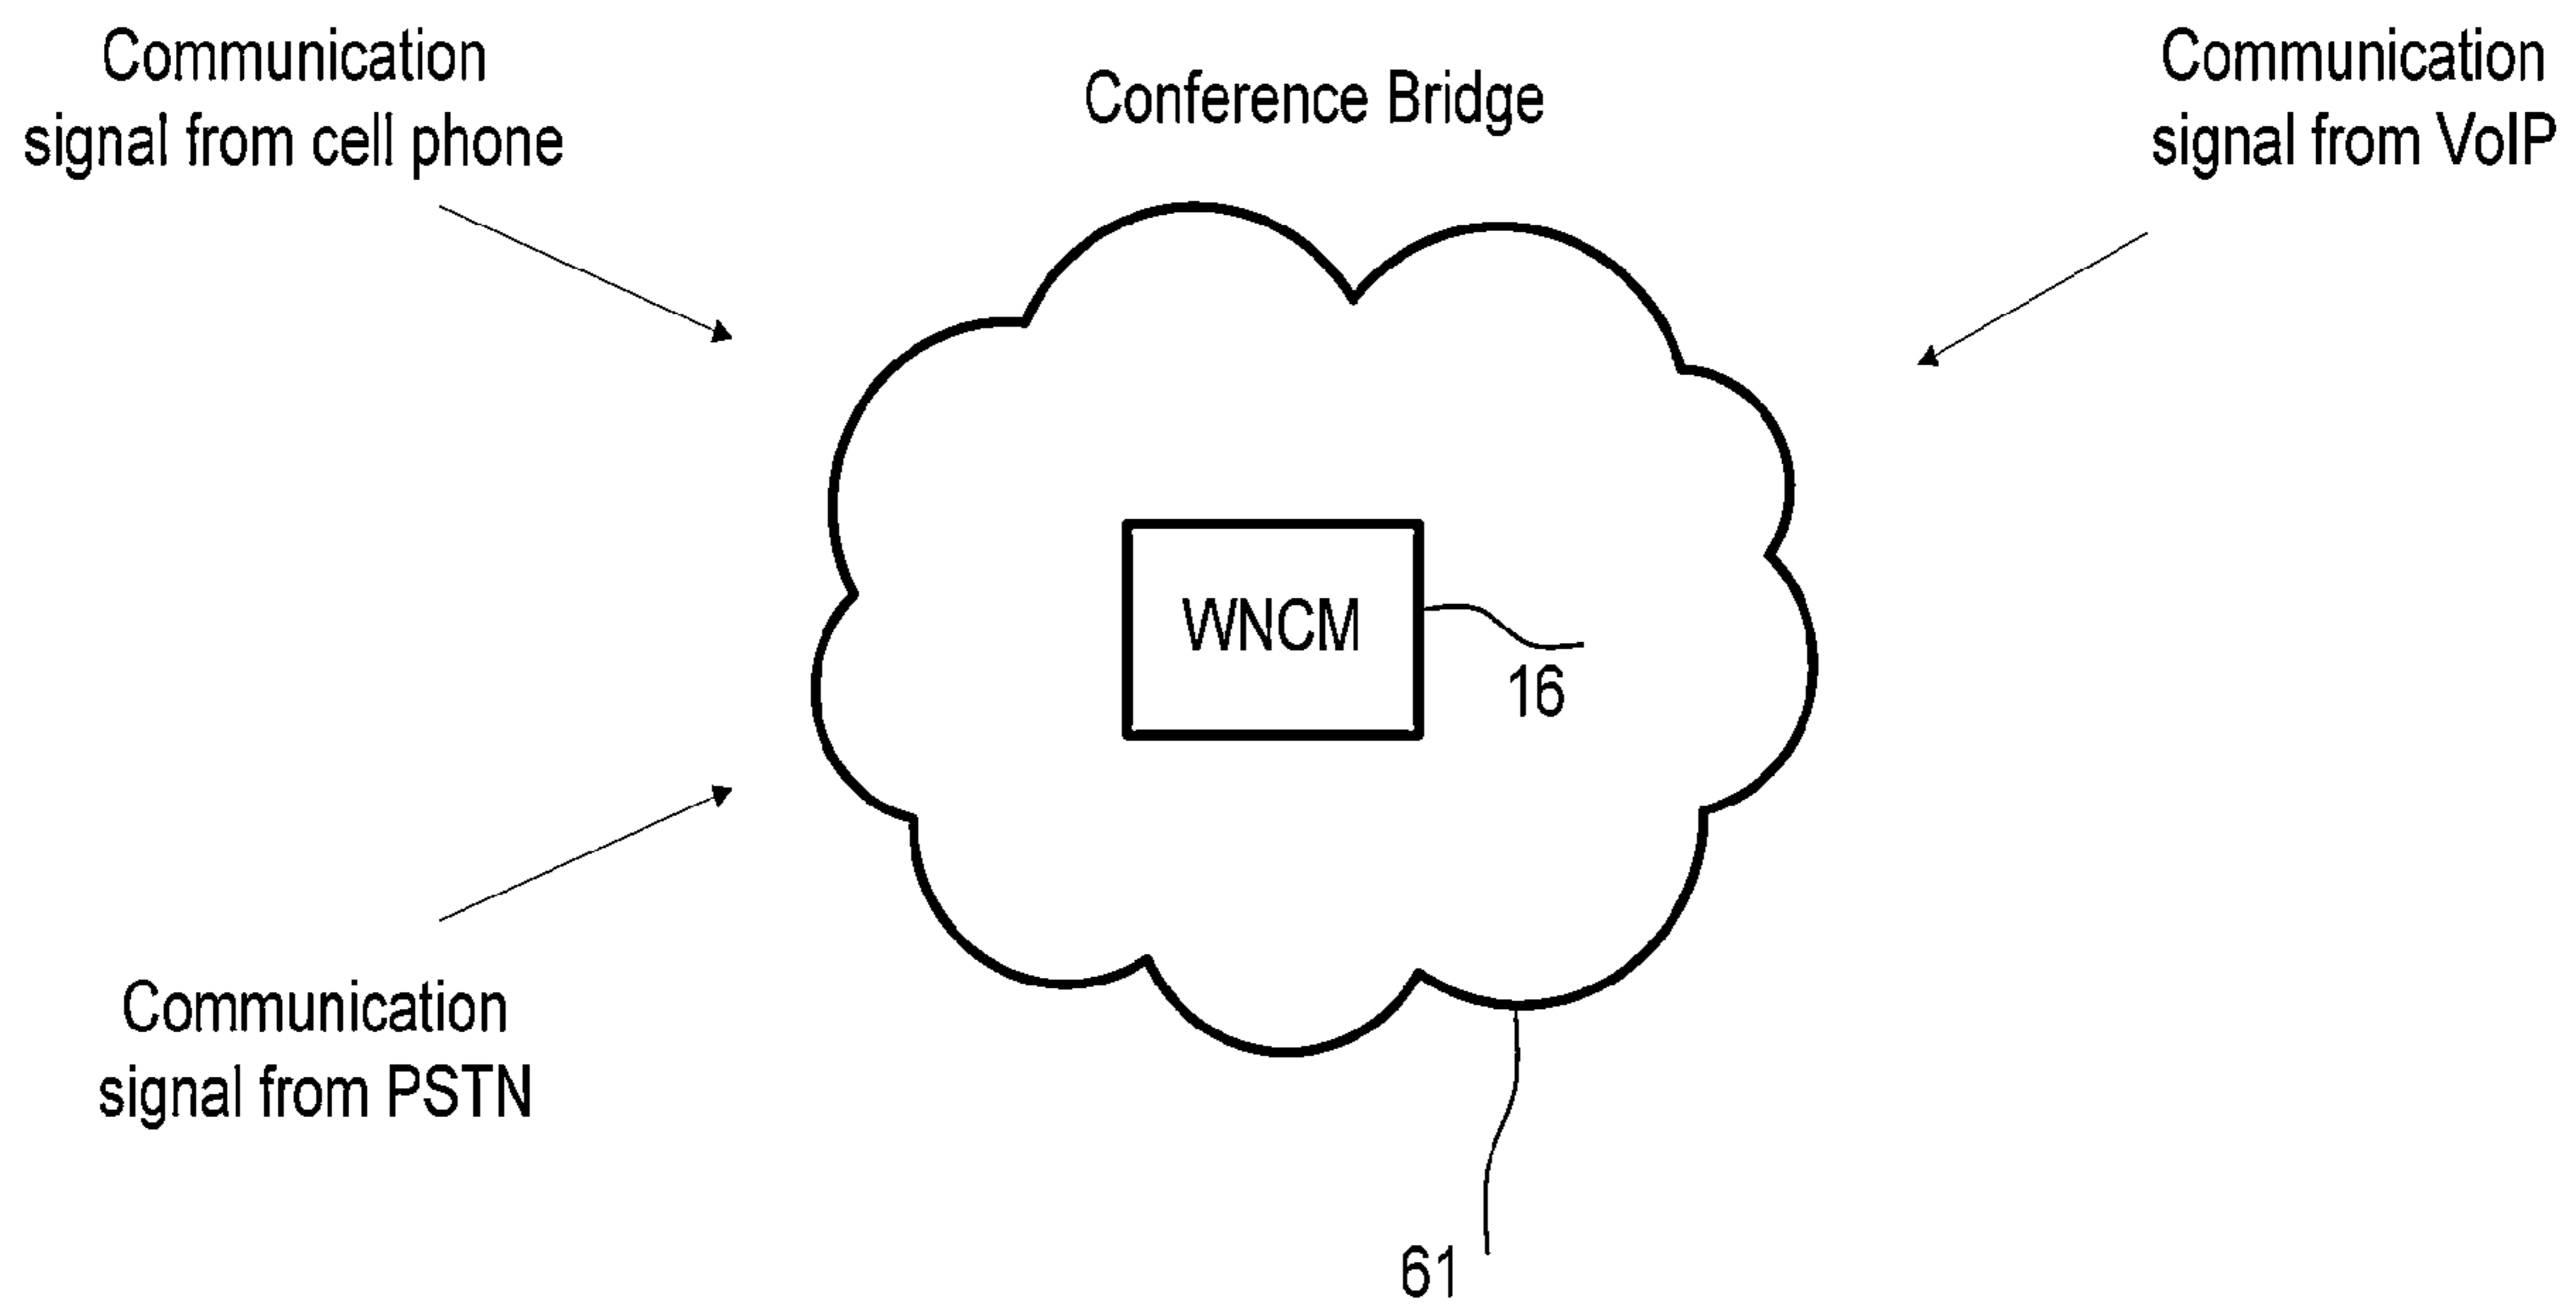 Communication
signal from cell phone
Conference Bridge
Communication
signal from VoIP
WNCM
16
Communication
signal from PSTN
61